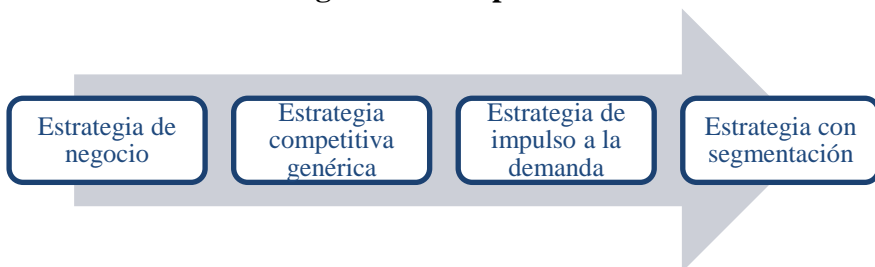 Estrategia de
negocio
Estrategia
competitiva
genérica
Estrategia de
impulso a la
demanda
Estrategia con
segmentación